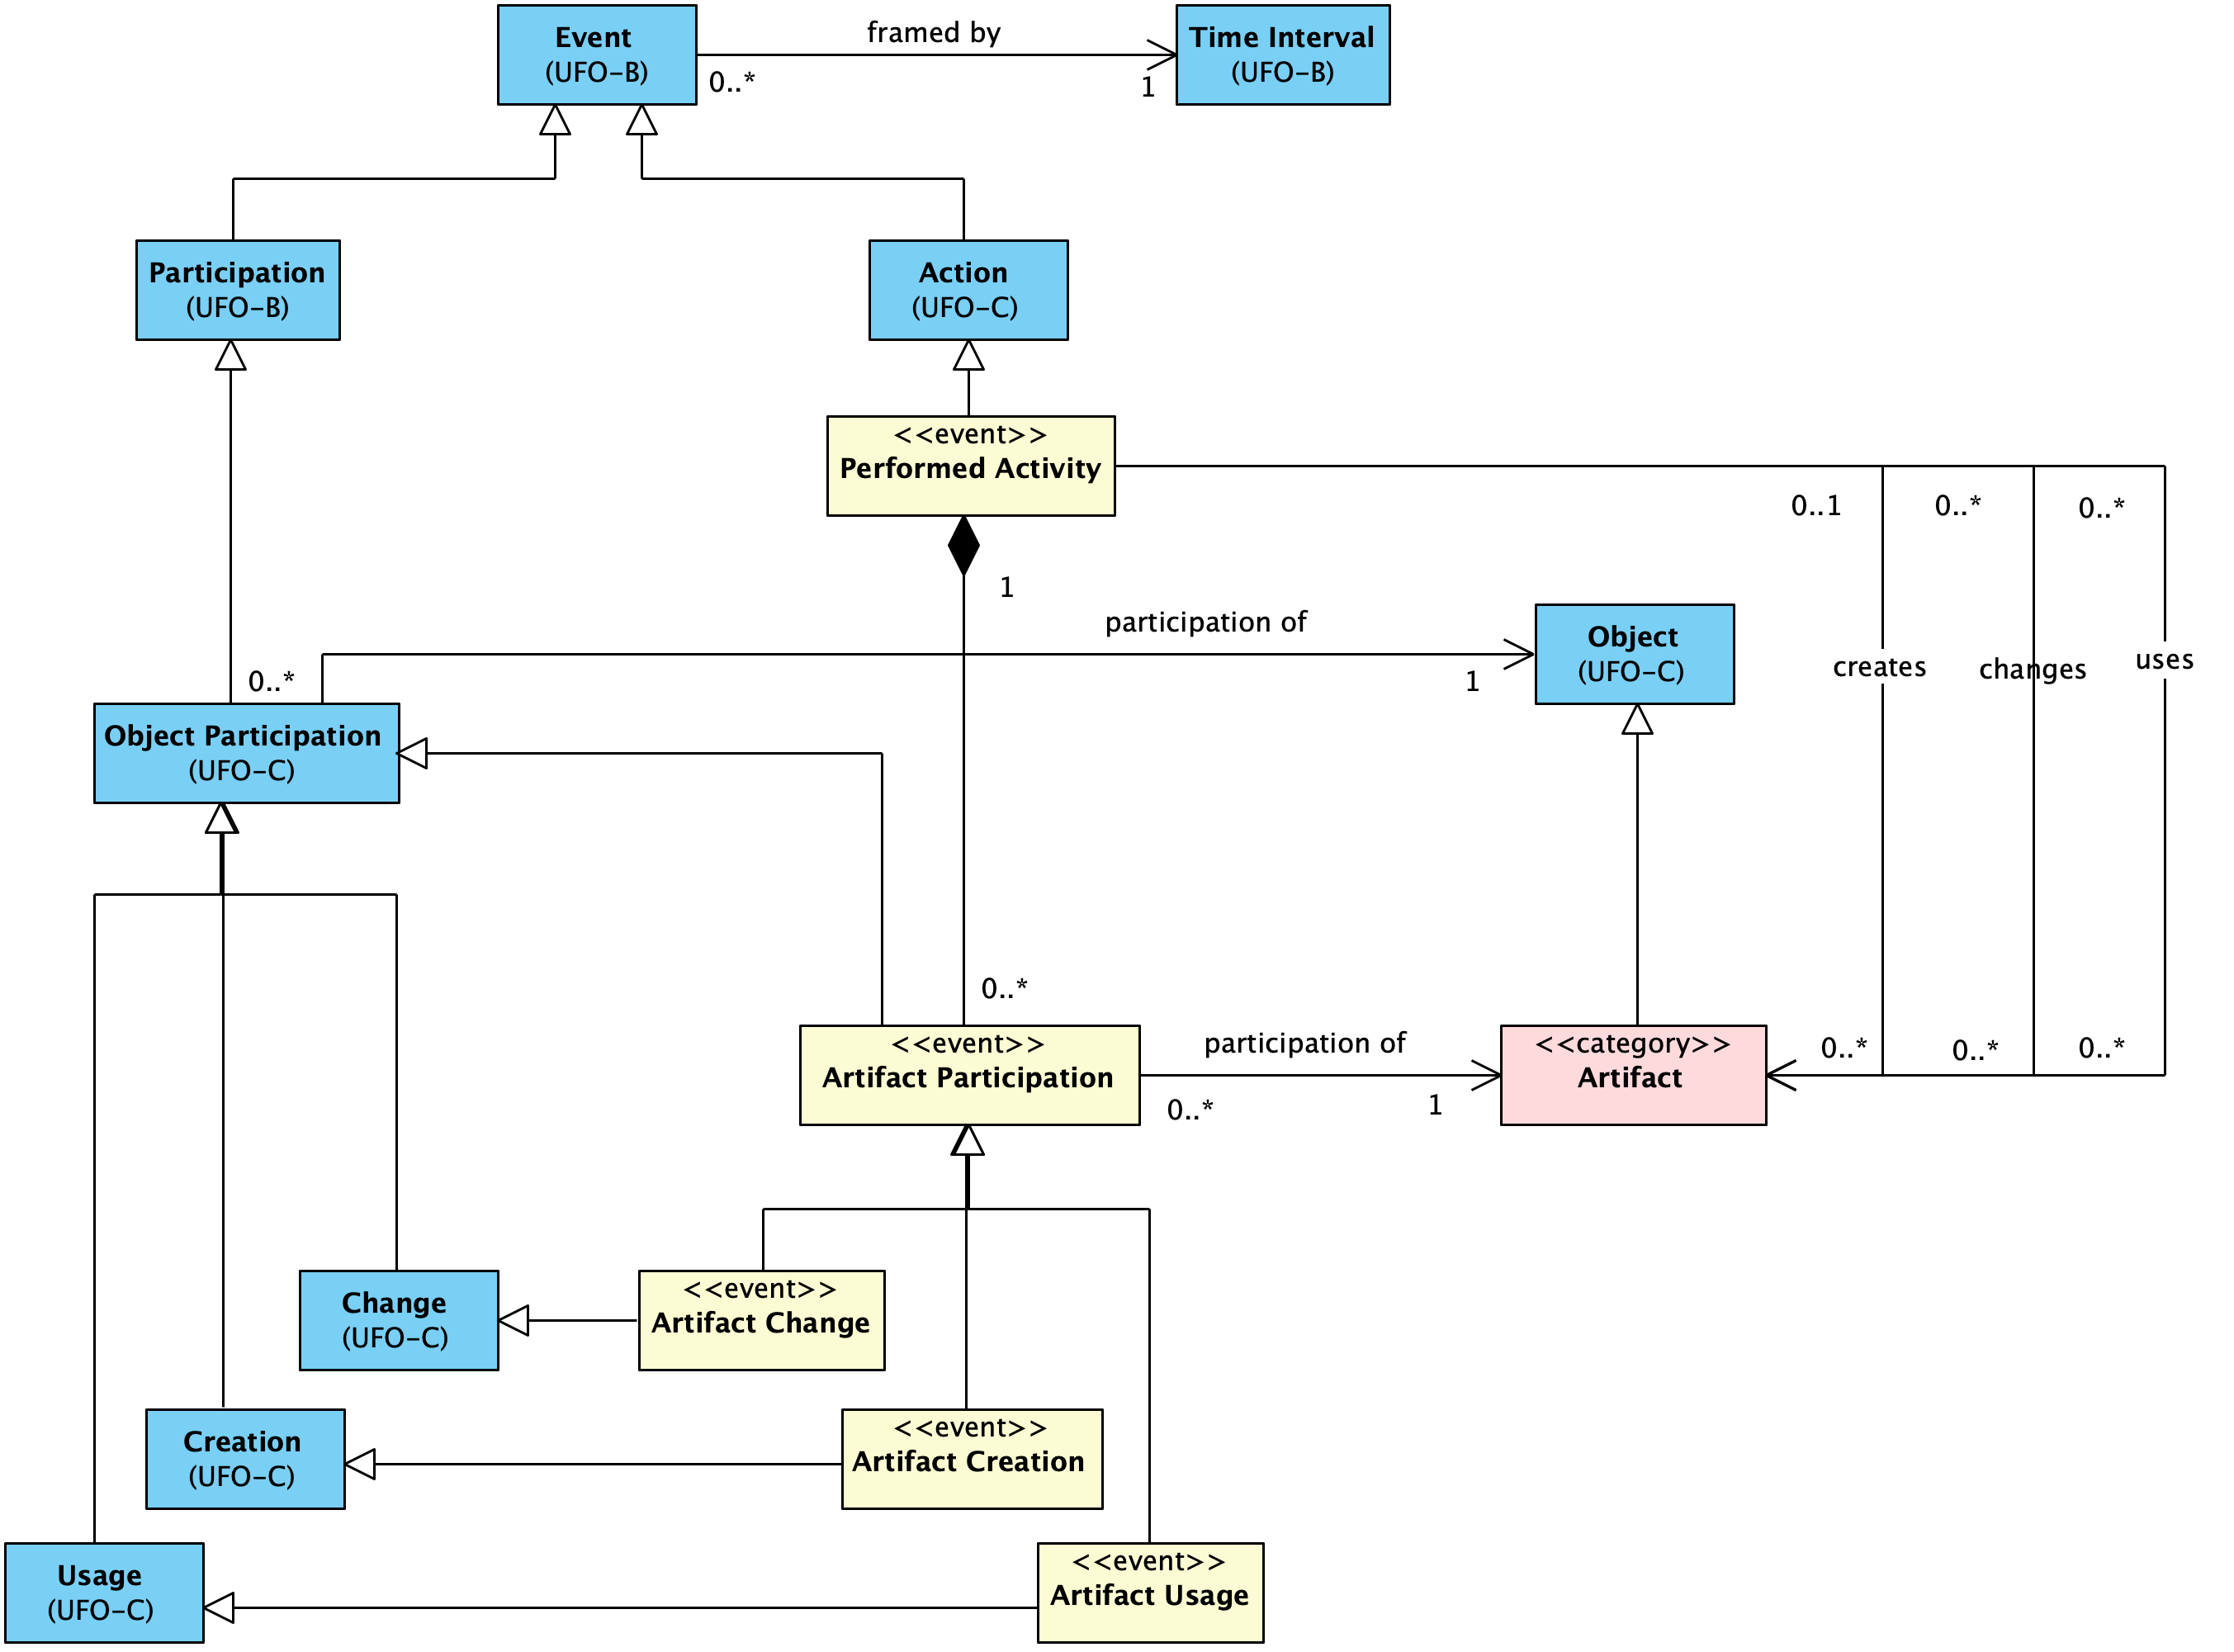 Event
(UFO-B)
framed by
0..*
1
Time Interval
(UFO-B)
Participation
(UFO-B)
Action
(UFO-C)
<<event>>
Performed Activity
0..1
0..*
0..*
1
participation of
Object
(UFO-C)
creates
changes
uses
0..*
1
Object Participation
(UFO-C)
0..*
<<event>>
Artifact Participation
participation of
0..*
1
<<category>>
Artifact
0..*
0..*
0..*
Change
(UFO-C)
<<event>>
Artifact Change
Creation
(UFO-C)
<<event>>
Artifact Creation
Usage
(UFO-C)
<<event>>
Artifact Usage